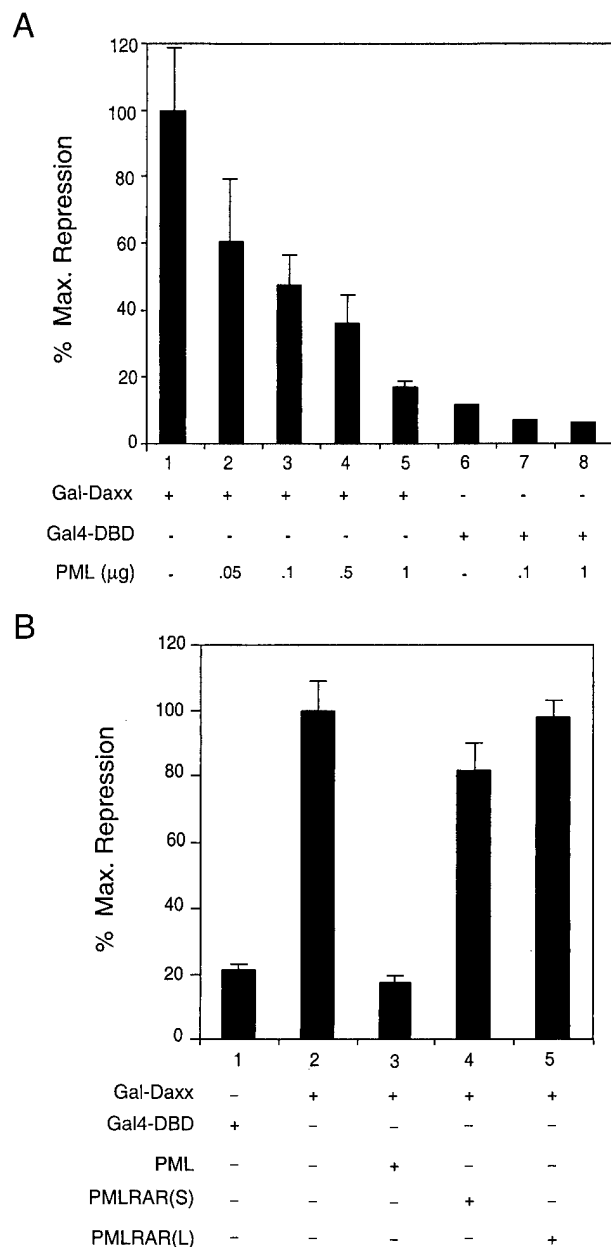 A
120
100
80
60
40
20
0
% Max. Repression
1 2 3 4 5 6 7 8
Gal-Daxx + + + + + - - -
Gal4-DBD - - - - - + + +
PML (μg) - .05 .1 .5 1 - .1 1
B
120
100
80
60
40
20
0
% Max. Repression
1 2 3 4 5
Gal-Daxx – + + + +
Gal4-DBD + – – – –
PML – – + – –
PMLRAR(S) – – – + –
PMLRAR(L) – – – – +